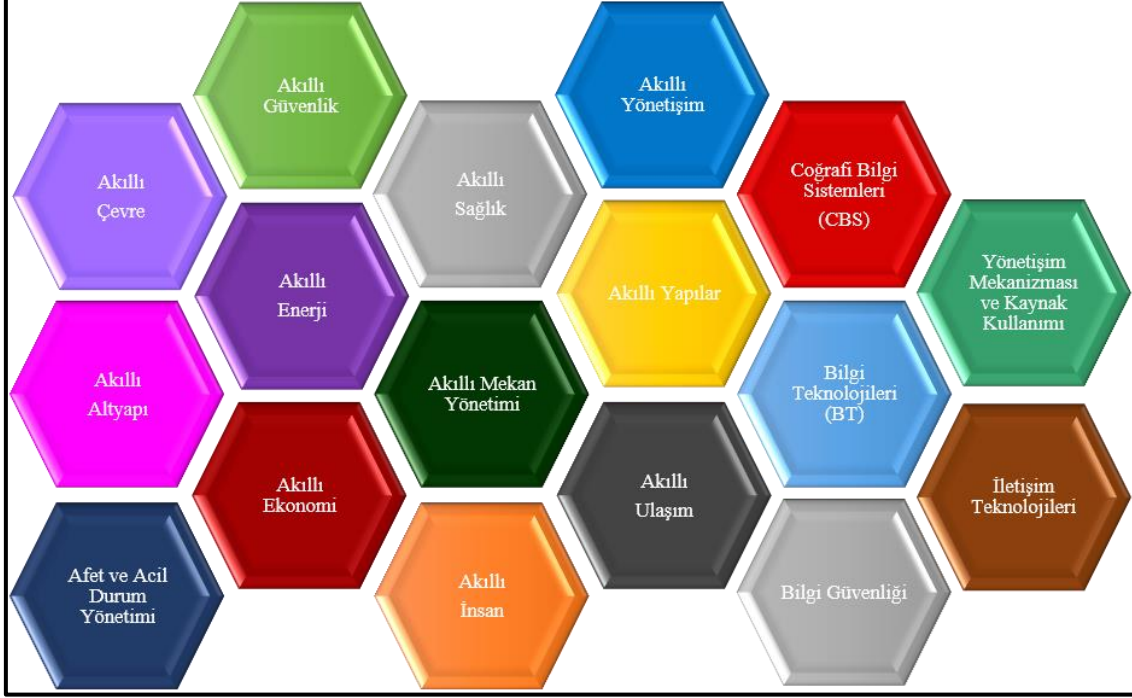 Akıllı
Güvenlik
Akıllı
Yönetişim
Akıllı
Çevre
Akıllı
Sağlık
Coğrafi Bilgi
Sistemleri
(CBS)
Akıllı
Enerji
Akıllı Yapılar
Yönetişim
Mekanizması
ve Kaynak
Kullanımı
Akıllı
Altyapı
Akıllı Mekan
Yönetimi
Bilgi
Teknolojileri
(BT)
Akıllı
Ekonomi
Akıllı
Ulaşım
İletişim
Teknolojileri
Afet ve Acil
Durum
Yönetimi
Akıllı
İnsan
Bilgi Güvenliği